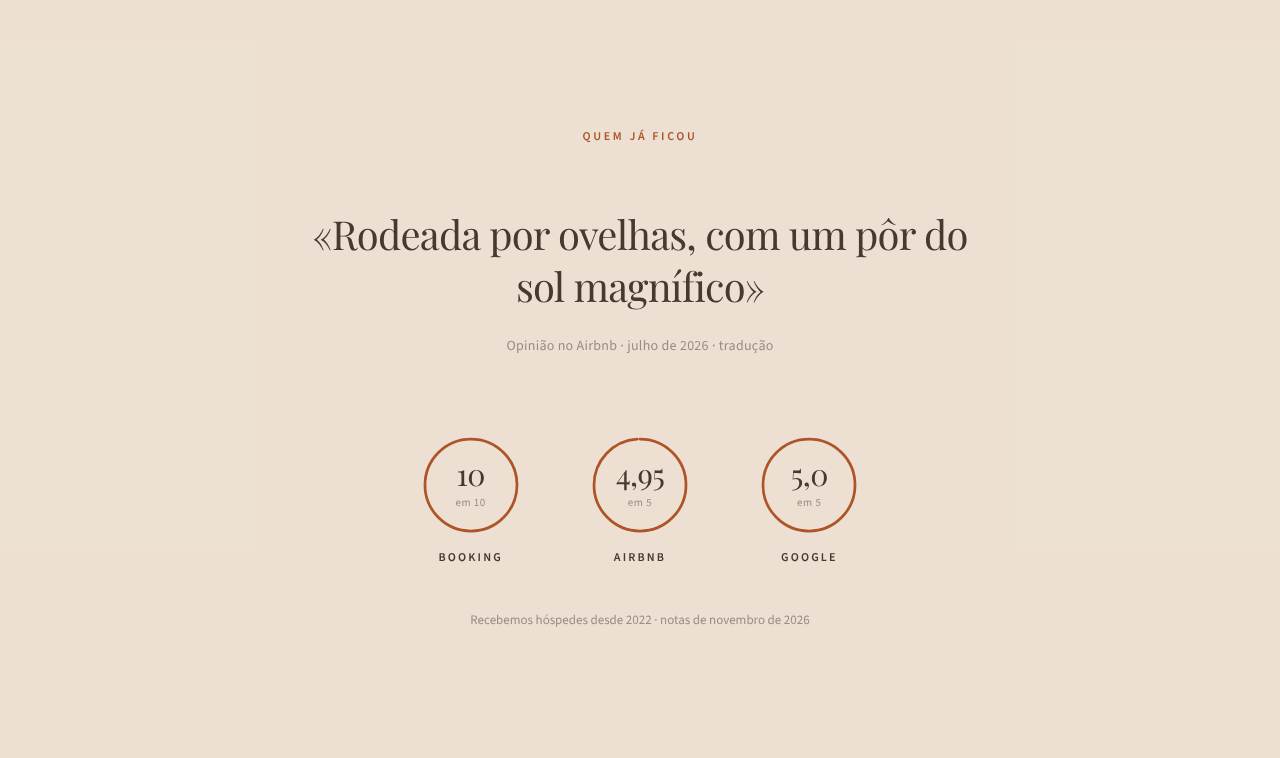 QUEM JÁ FICOU
«Rodeada por ovelhas, com um pôr do
sol magnífico»
Opinião no Airbnb · julho de 2026 · tradução
10
em 10
BOOKING
4,95
em 5
AIRBNB
5,0
em 5
GOOGLE
Recebemos hóspedes desde 2022 · notas de novembro de 2026